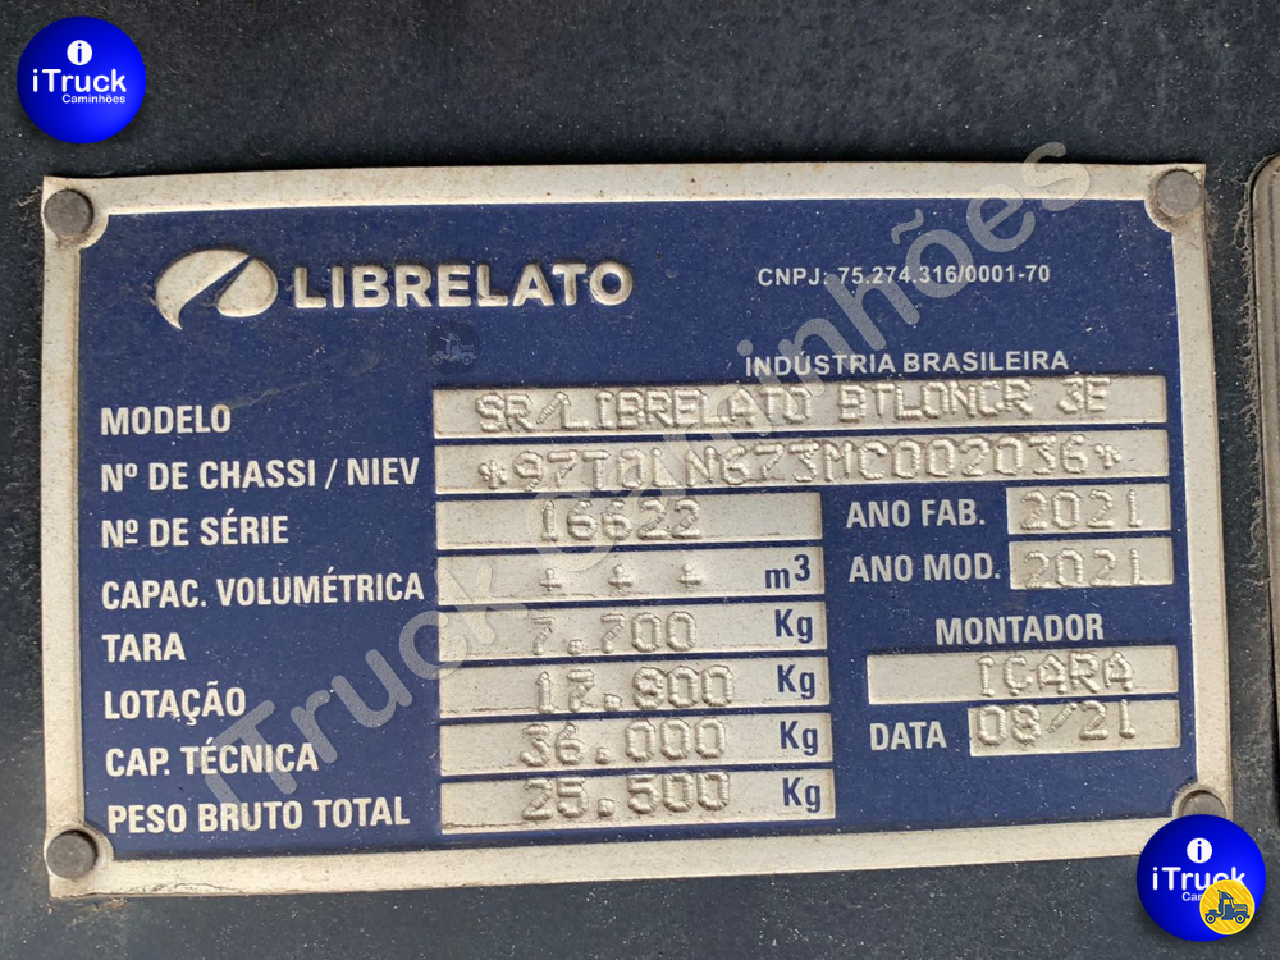 i
iTruck
Caminhões
LIBRELATO
CNPJ: 75.274.316/0001-70
INDÚSTRIA BRASILEIRA
MODELO SR/LIBRELATO BTLONCR 3E
Nº DE CHASSI / NIEV *97T0LN673MC002036*
Nº DE SÉRIE 16622 ANO FAB. 2021
CAPAC. VOLUMÉTRICA + + + m³ ANO MOD. 2021
TARA 7.700 Kg MONTADOR
LOTAÇÃO 17.800 Kg IÇARA
CAP. TÉCNICA 36.000 Kg DATA 08/21
PESO BRUTO TOTAL 25.500 Kg
iTruck Caminhões
i
iTruck